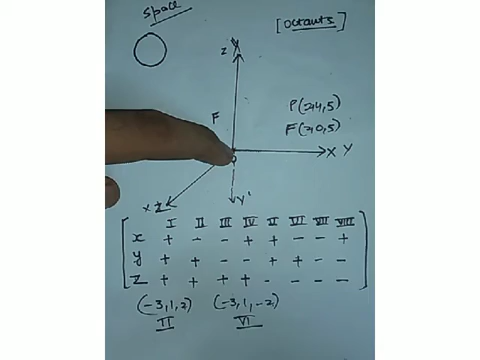 Space
[OCTANTS]
Z Y
F
P(2,4,5)
F(2,0,5)
X Y
Y'
X Z
I II III IV V VI VII VIII
x + - - + + - - +
y + + - - + + - -
z + + + + - - - -
(-3,1,2) (-3,1,-2)
II VI